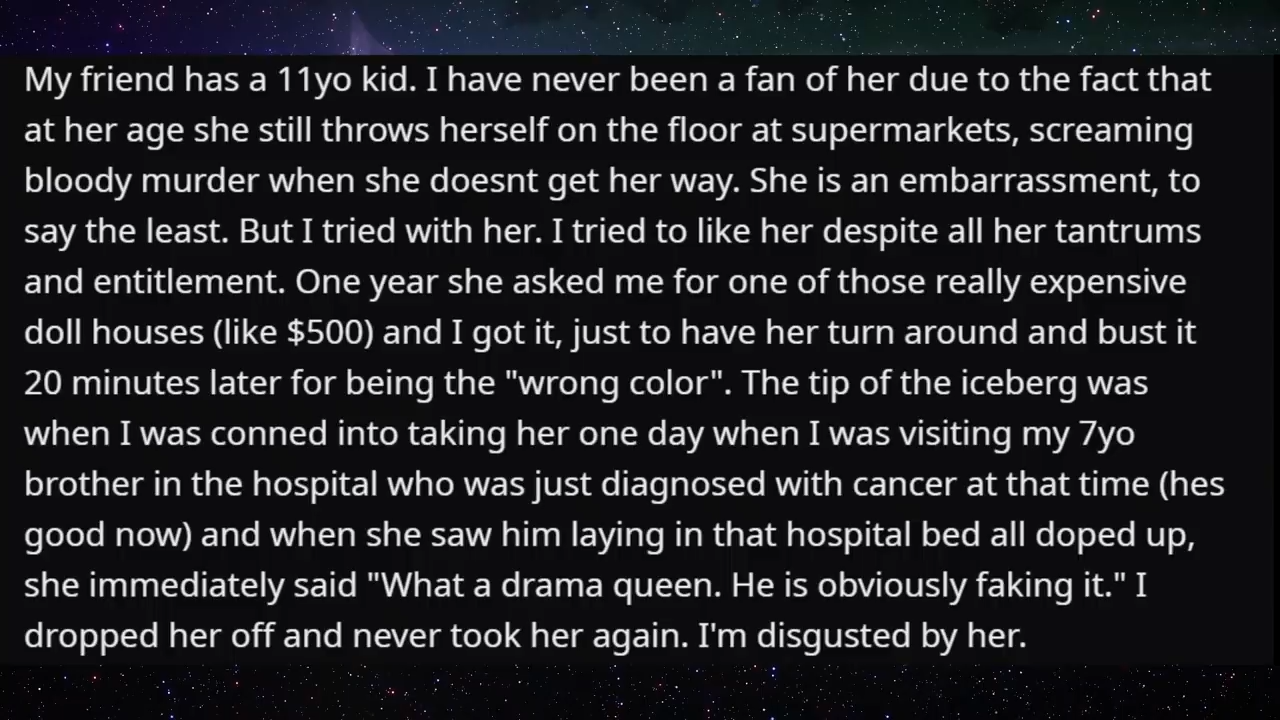 My friend has a 11yo kid. I have never been a fan of her due to the fact that
at her age she still throws herself on the floor at supermarkets, screaming
bloody murder when she doesnt get her way. She is an embarrassment, to
say the least. But I tried with her. I tried to like her despite all her tantrums
and entitlement. One year she asked me for one of those really expensive
doll houses (like $500) and I got it, just to have her turn around and bust it
20 minutes later for being the "wrong color". The tip of the iceberg was
when I was conned into taking her one day when I was visiting my 7yo
brother in the hospital who was just diagnosed with cancer at that time (hes
good now) and when she saw him laying in that hospital bed all doped up,
she immediately said "What a drama queen. He is obviously faking it." I
dropped her off and never took her again. I'm disgusted by her.